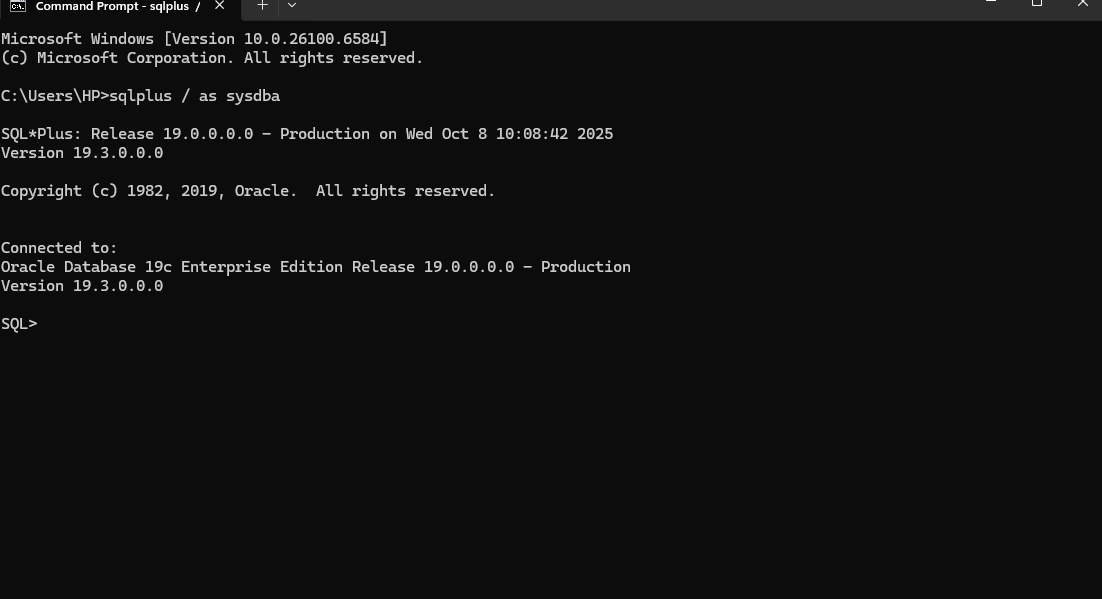 Command Prompt - sqlplus /
Microsoft Windows [Version 10.0.26100.6584]
(c) Microsoft Corporation. All rights reserved.
C:\Users\HP>sqlplus / as sysdba
SQL*Plus: Release 19.0.0.0.0 - Production on Wed Oct 8 10:08:42 2025
Version 19.3.0.0.0
Copyright (c) 1982, 2019, Oracle.  All rights reserved.
Connected to:
Oracle Database 19c Enterprise Edition Release 19.0.0.0.0 - Production
Version 19.3.0.0.0
SQL>